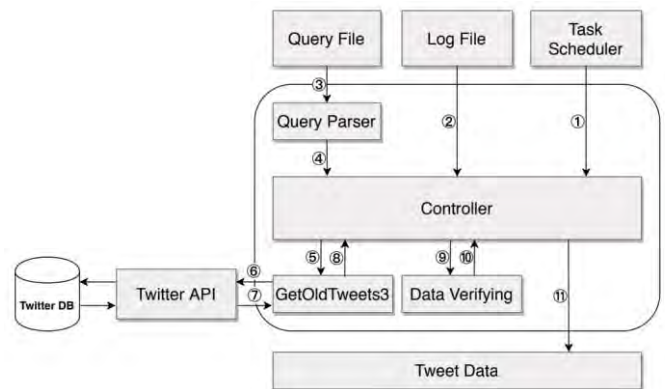 Query File
Log File
Task
Scheduler
③
Query Parser
②
①
④
Controller
⑤
⑧
⑨
⑩
⑥
Twitter DB
Twitter API
⑦
GetOldTweets3
Data Verifying
⑪
Tweet Data